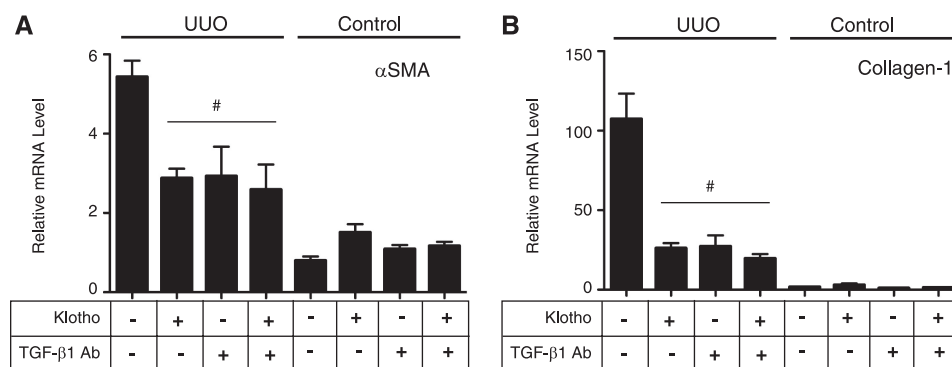 A
UUO
Control
αSMA
Relative mRNA Level
6
4
2
0
#
Klotho - + - + - + - +
TGF-β1 Ab - - + + - - + +
B
UUO
Control
Collagen-1
Relative mRNA Level
150
100
50
0
#
Klotho - + - + - + - +
TGF-β1 Ab - - + + - - + +